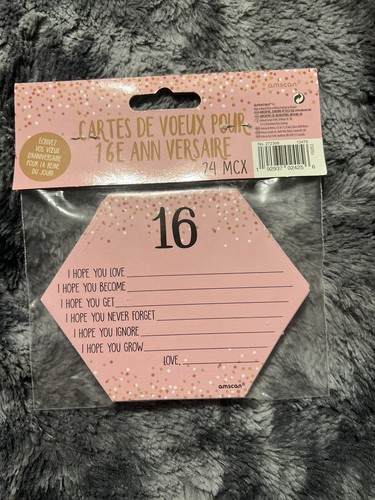 CARTES DE VOEUX POUR
16E ANN VERSAIRE
24 MCX
ÉCRIVEZ
VOS VŒUX
D'ANNIVERSAIRE
POUR LA REINE
DU JOUR!
amscan
16
I HOPE YOU LOVE
I HOPE YOU BECOME
I HOPE YOU GET
I HOPE YOU NEVER FORGET
I HOPE YOU IGNORE
I HOPE YOU GROW
LOVE,
amscan